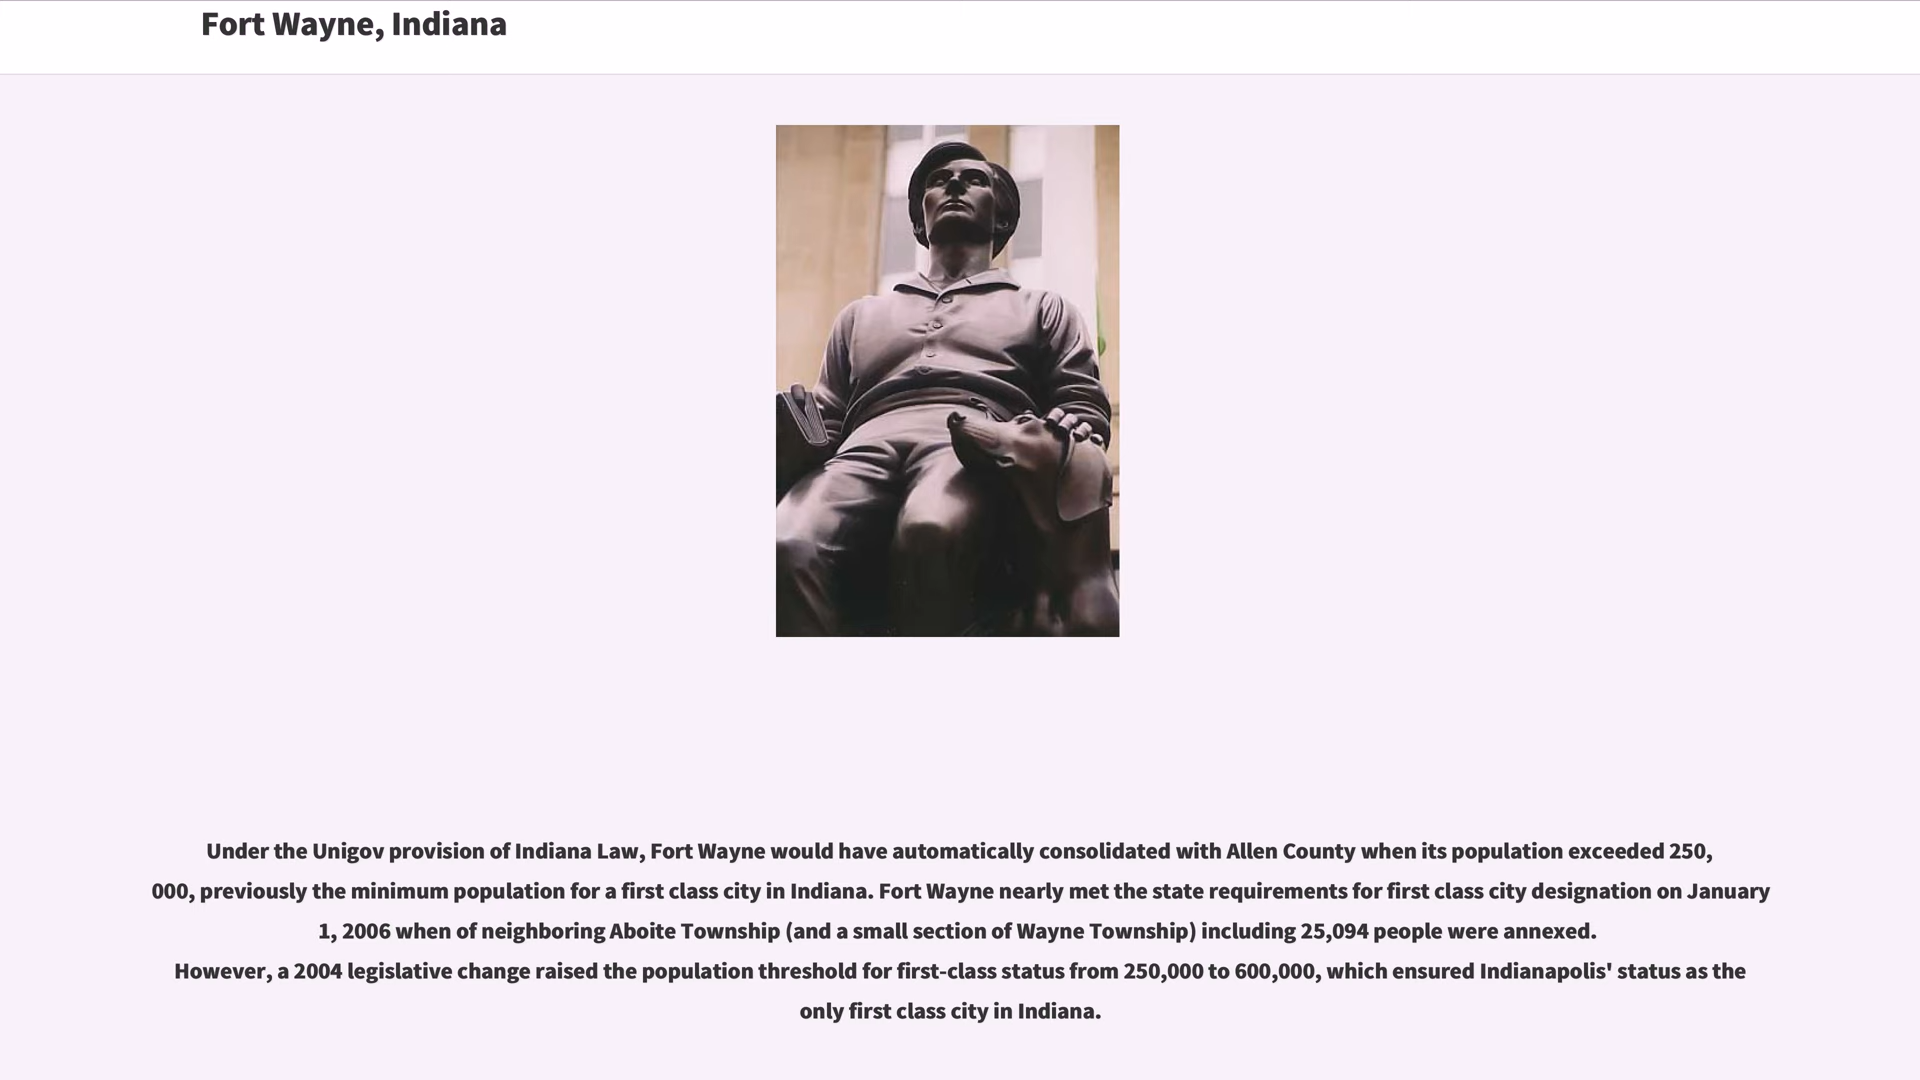 Fort Wayne, Indiana
Under the Unigov provision of Indiana Law, Fort Wayne would have automatically consolidated with Allen County when its population exceeded 250,
000, previously the minimum population for a first class city in Indiana. Fort Wayne nearly met the state requirements for first class city designation on January
1, 2006 when of neighboring Aboite Township (and a small section of Wayne Township) including 25,094 people were annexed.
However, a 2004 legislative change raised the population threshold for first-class status from 250,000 to 600,000, which ensured Indianapolis' status as the
only first class city in Indiana.